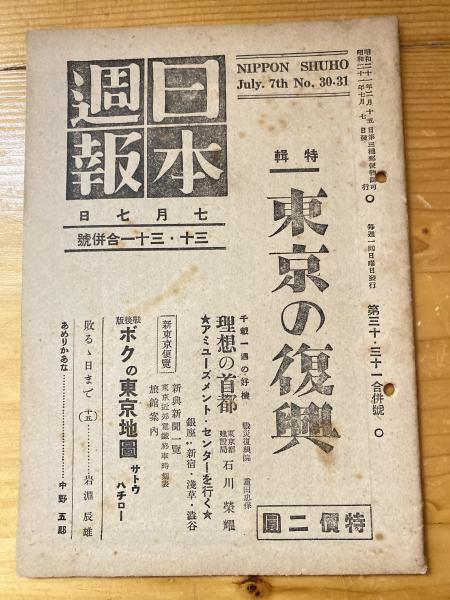 昭和二十一年二月十五日第三種郵便物認可
昭和二十一年七月七日發行
每週一回日曜日發行
第三十・三十一合併號
NIPPON SHUHO
July. 7th No. 30.31
日本
週報
七月七日
三十・三十一合併號
特輯
東京の復興
千載一遇の好機
戰災復興院 重田忠保
理想の首都
東京都建設局 石川榮耀
★アミューズメント・センターを行く★
銀座・新宿・淺草・澁谷
新東京便覽
新興新聞一覽
東京近郊電鐵終車時刻表
旅館案内
戰後版
ボクの東京地圖
サトウハチロー
敗るゝ日まで(十五)
岩淵辰雄
あめりかあな
中野五郎
特價二圓